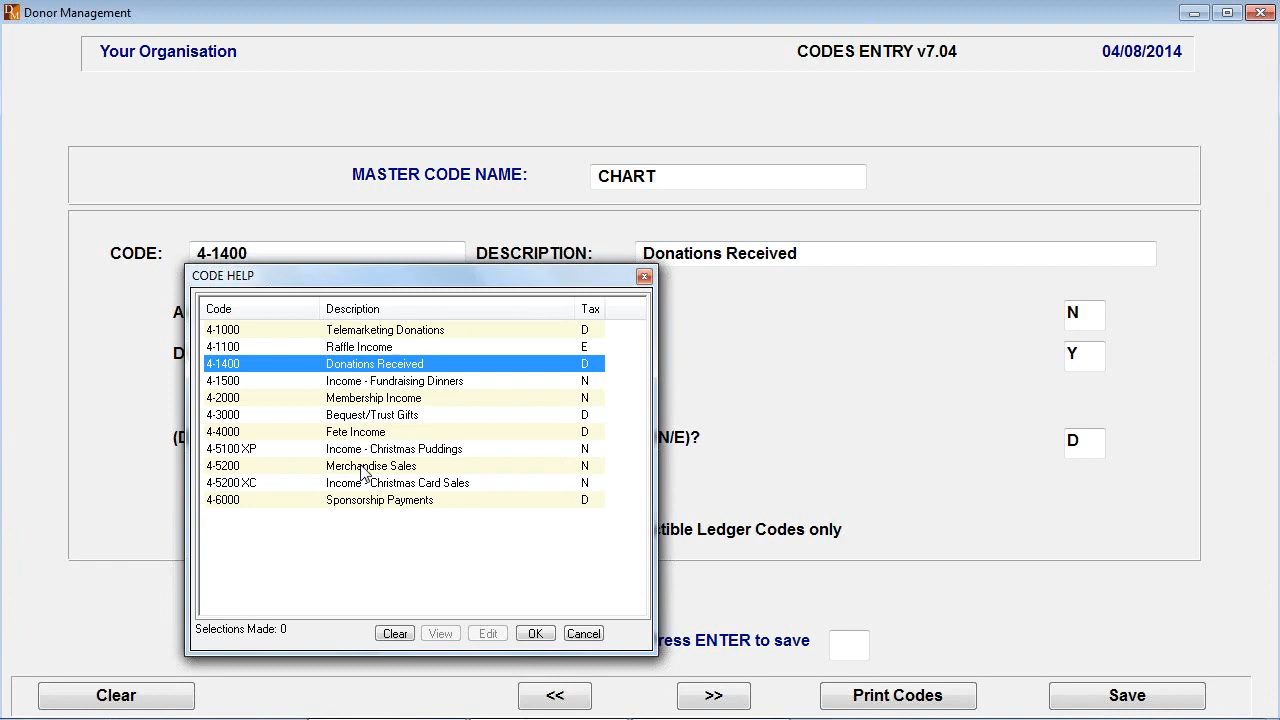 Donor Management
Your Organisation CODES ENTRY v7.04 04/08/2014
MASTER CODE NAME: CHART
CODE: 4-1400 DESCRIPTION: Donations Received
CODE HELP
Code Description Tax
4-1000 Telemarketing Donations D
4-1100 Raffle Income E
4-1400 Donations Received D
4-1500 Income - Fundraising Dinners N
4-2000 Membership Income N
4-3000 Bequest/Trust Gifts D
4-4000 Fete Income D
4-5100 XP Income - Christmas Puddings N
4-5200 Merchandise Sales N
4-5200 XC Income - Christmas Card Sales N
4-6000 Sponsorship Payments D
Selections Made: 0 Clear View Edit OK Cancel
A N
D Y
(D N/E)? D
Ledger Codes only
ENTER to save
Clear << >> Print Codes Save